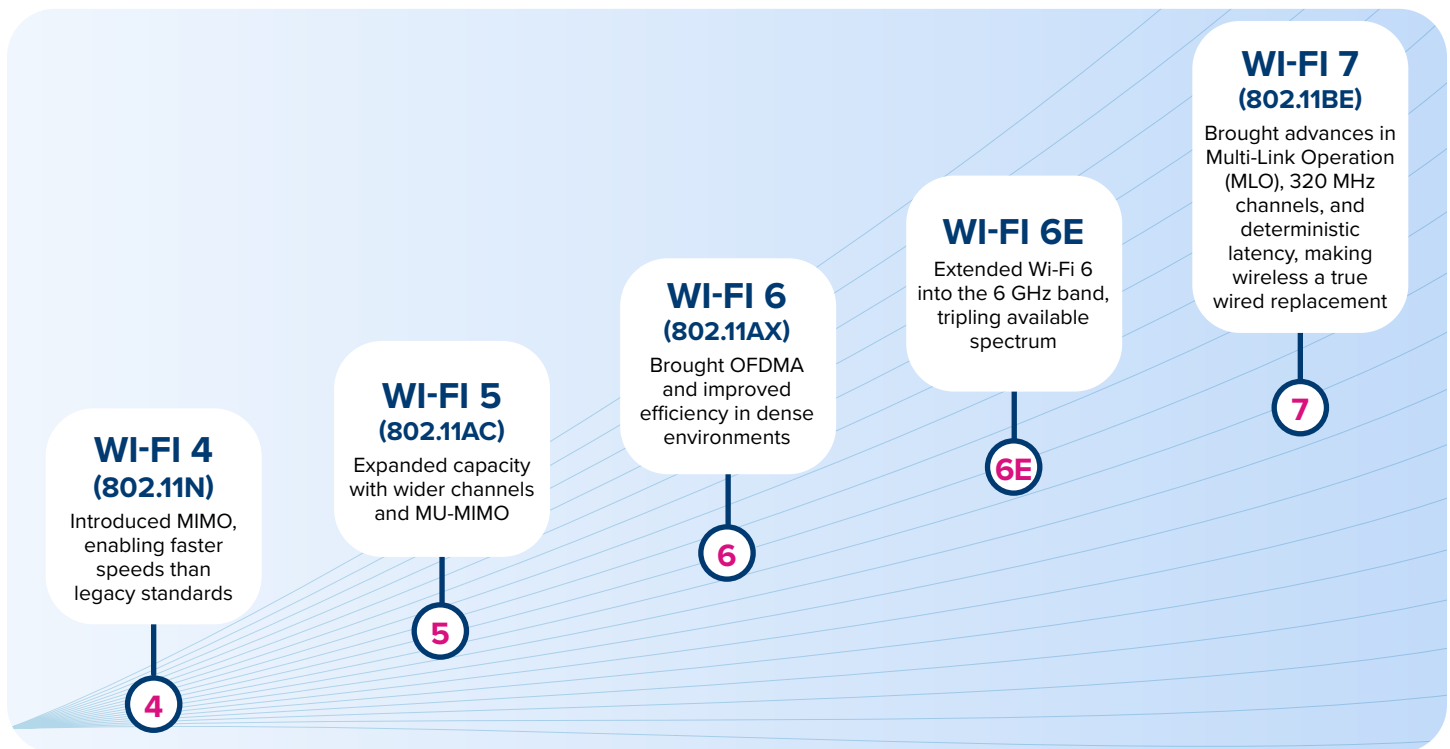 WI-FI 4
(802.11N)
Introduced MIMO,
enabling faster
speeds than
legacy standards
4
WI-FI 5
(802.11AC)
Expanded capacity
with wider channels
and MU-MIMO
5
WI-FI 6
(802.11AX)
Brought OFDMA
and improved
efficiency in dense
environments
6
WI-FI 6E
Extended Wi-Fi 6
into the 6 GHz band,
tripling available
spectrum
6E
WI-FI 7
(802.11BE)
Brought advances in
Multi-Link Operation
(MLO), 320 MHz
channels, and
deterministic
latency, making
wireless a true
wired replacement
7